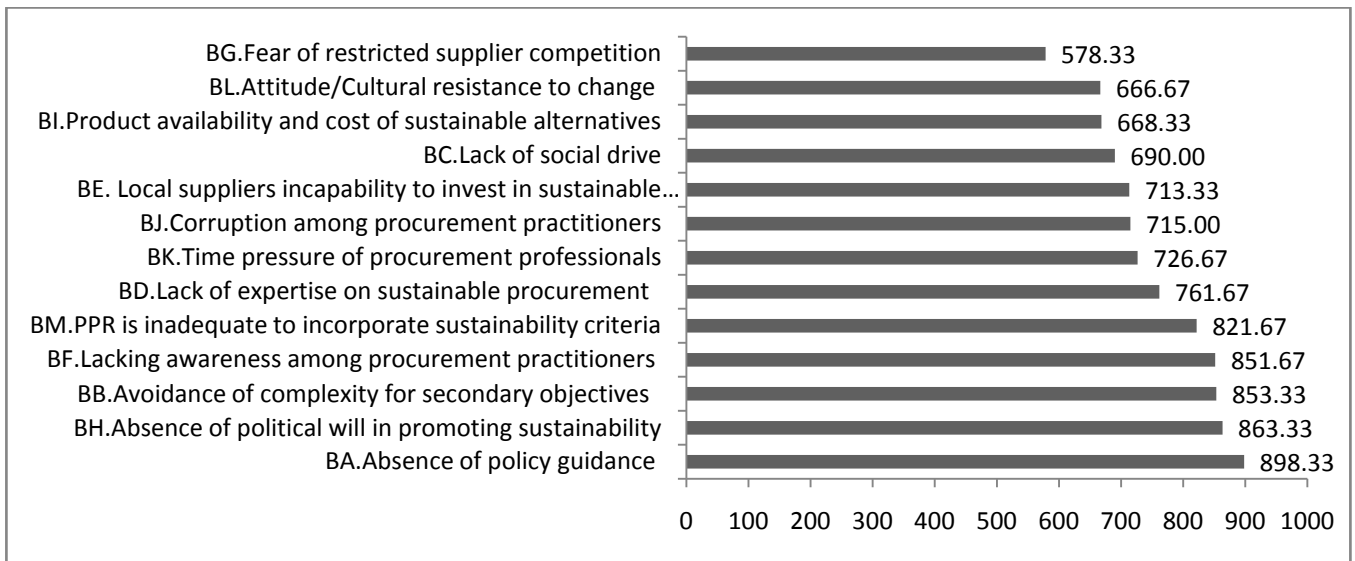 BG.Fear of restricted supplier competition 578.33
BL.Attitude/Cultural resistance to change 666.67
BI.Product availability and cost of sustainable alternatives 668.33
BC.Lack of social drive 690.00
BE. Local suppliers incapability to invest in sustainable... 713.33
BJ.Corruption among procurement practitioners 715.00
BK.Time pressure of procurement professionals 726.67
BD.Lack of expertise on sustainable procurement 761.67
BM.PPR is inadequate to incorporate sustainability criteria 821.67
BF.Lacking awareness among procurement practitioners 851.67
BB.Avoidance of complexity for secondary objectives 853.33
BH.Absence of political will in promoting sustainability 863.33
BA.Absence of policy guidance 898.33
0 100 200 300 400 500 600 700 800 900 1000